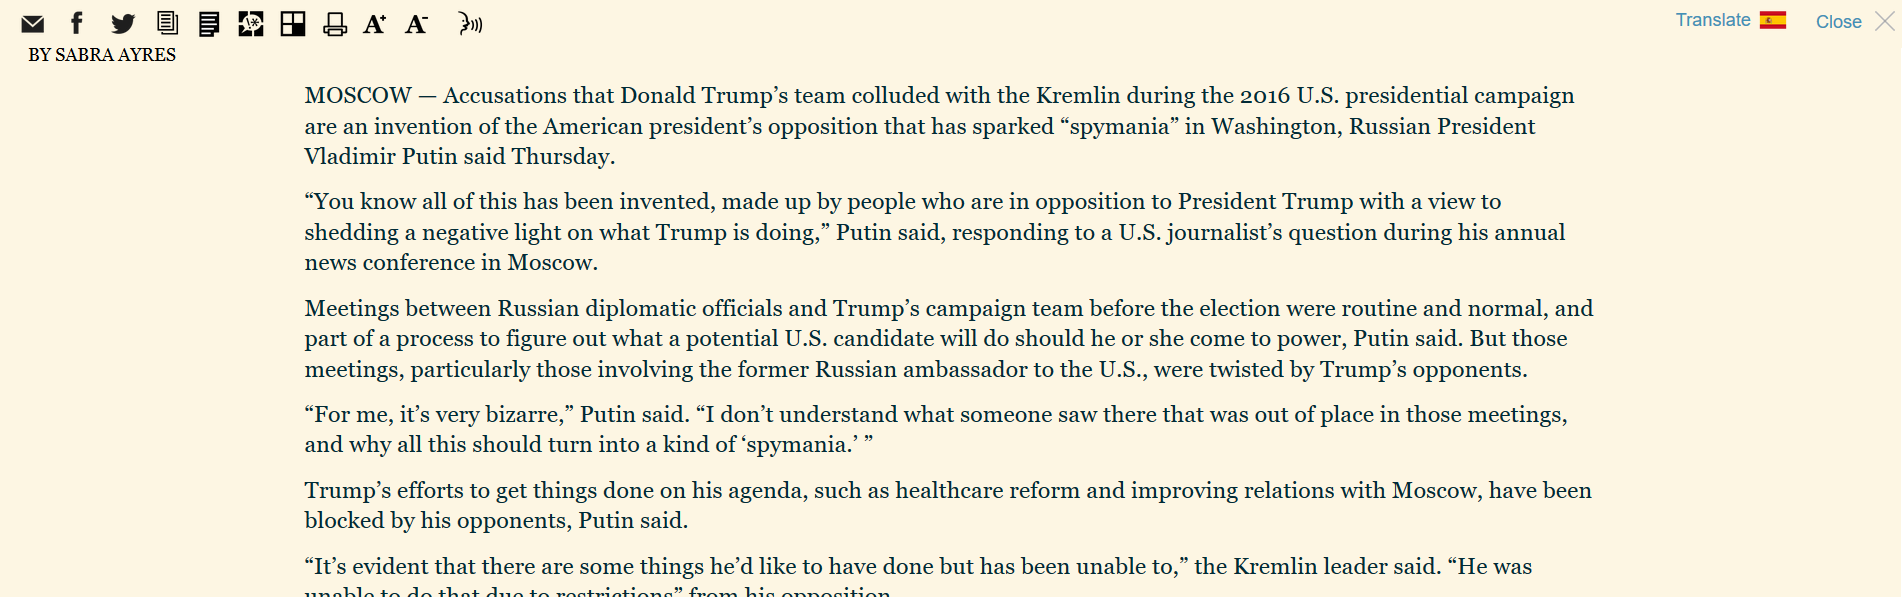 A+ A-
Translate Close
BY SABRA AYRES
MOSCOW — Accusations that Donald Trump’s team colluded with the Kremlin during the 2016 U.S. presidential campaign
are an invention of the American president’s opposition that has sparked “spymania” in Washington, Russian President
Vladimir Putin said Thursday.
“You know all of this has been invented, made up by people who are in opposition to President Trump with a view to
shedding a negative light on what Trump is doing,” Putin said, responding to a U.S. journalist’s question during his annual
news conference in Moscow.
Meetings between Russian diplomatic officials and Trump’s campaign team before the election were routine and normal, and
part of a process to figure out what a potential U.S. candidate will do should he or she come to power, Putin said. But those
meetings, particularly those involving the former Russian ambassador to the U.S., were twisted by Trump’s opponents.
“For me, it’s very bizarre,” Putin said. “I don’t understand what someone saw there that was out of place in those meetings,
and why all this should turn into a kind of ‘spymania.’ ”
Trump’s efforts to get things done on his agenda, such as healthcare reform and improving relations with Moscow, have been
blocked by his opponents, Putin said.
“It’s evident that there are some things he’d like to have done but has been unable to,” the Kremlin leader said. “He was
unable to do that due to restrictions” from his opposition.